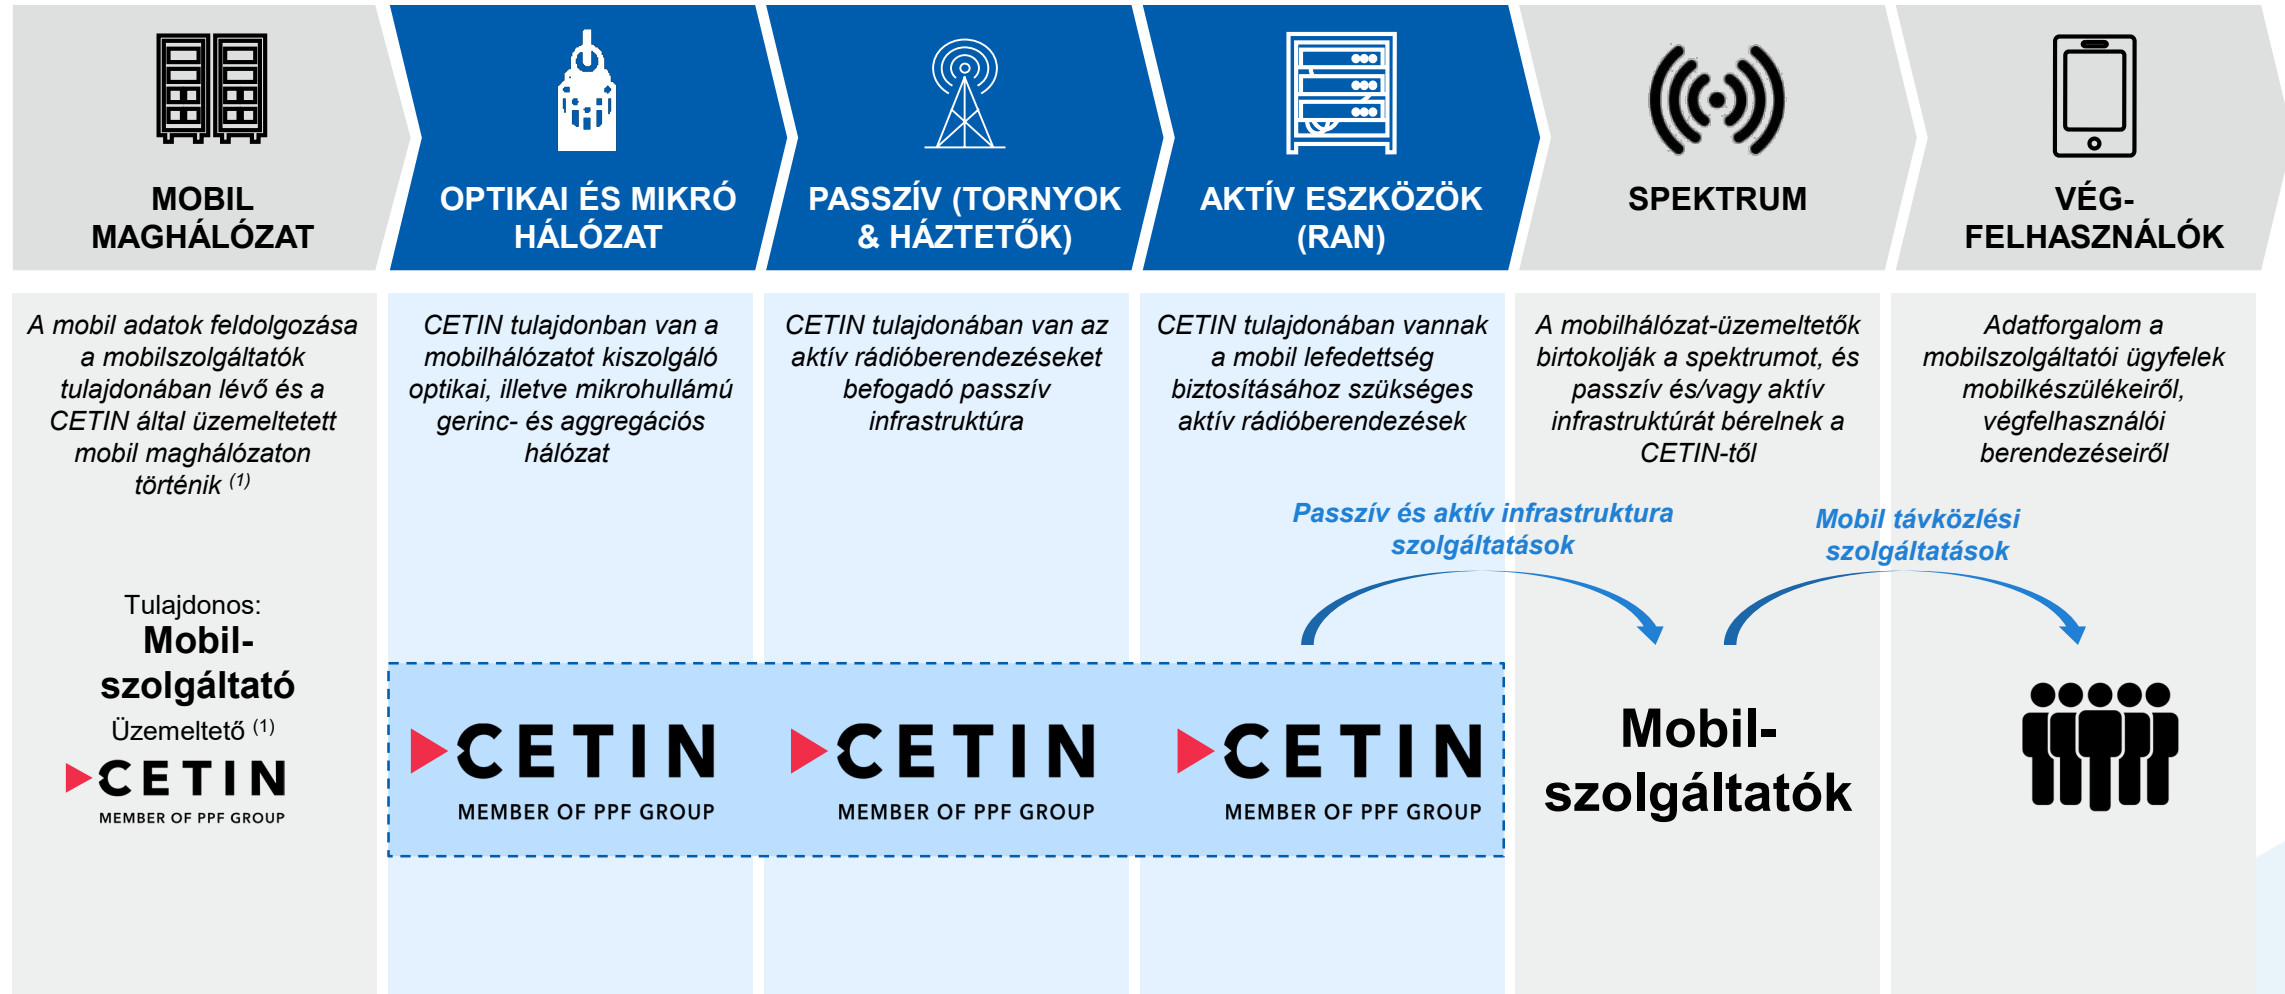 MOBIL
MAGHÁLÓZAT
OPTIKAI ÉS MIKRÓ
HÁLÓZAT
PASSZÍV (TORNYOK
& HÁZTETŐK)
AKTÍV ESZKÖZÖK
(RAN)
SPEKTRUM
VÉG-
FELHASZNÁLÓK
A mobil adatok feldolgozása
a mobilszolgáltatók
tulajdonában lévő és a
CETIN által üzemeltetett
mobil maghálózaton
történik (1)
CETIN tulajdonban van a
mobilhálózatot kiszolgáló
optikai, illetve mikrohullámú
gerinc- és aggregációs
hálózat
CETIN tulajdonában van az
aktív rádióberendezéseket
befogadó passzív
infrastruktúra
CETIN tulajdonában vannak
a mobil lefedettség
biztosításához szükséges
aktív rádióberendezések
A mobilhálózat-üzemeltetők
birtokolják a spektrumot, és
passzív és/vagy aktív
infrastruktúrát bérelnek a
CETIN-től
Adatforgalom a
mobilszolgáltatói ügyfelek
mobilkészülékeiről,
végfelhasználói
berendezéseiről
Passzív és aktív infrastruktura
szolgáltatások
Mobil távközlési
szolgáltatások
Tulajdonos:
Mobil-
szolgáltató
Üzemeltető (1)
CETIN
MEMBER OF PPF GROUP
CETIN
MEMBER OF PPF GROUP
CETIN
MEMBER OF PPF GROUP
CETIN
MEMBER OF PPF GROUP
Mobil-
szolgáltatók